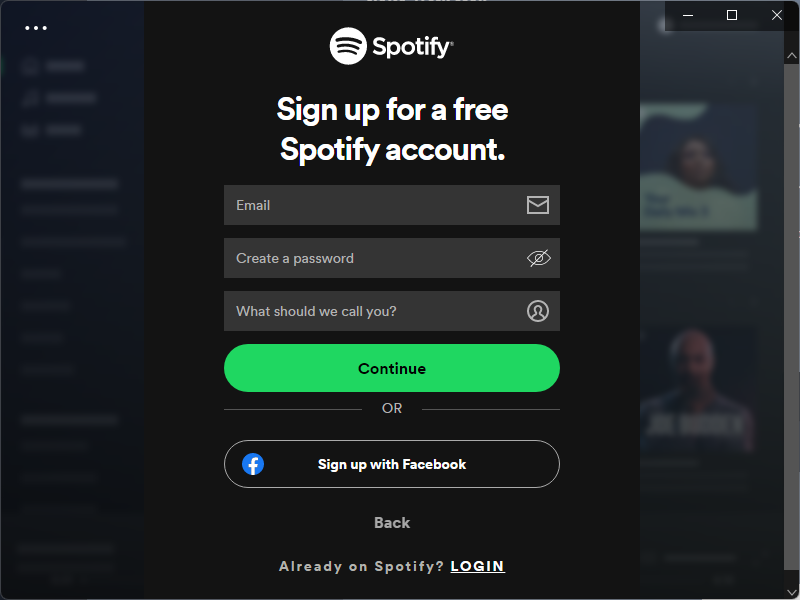 Spotify®
Sign up for a free
Spotify account.
Email
Create a password
What should we call you?
Continue
OR
Sign up with Facebook
Back
Already on Spotify? LOGIN